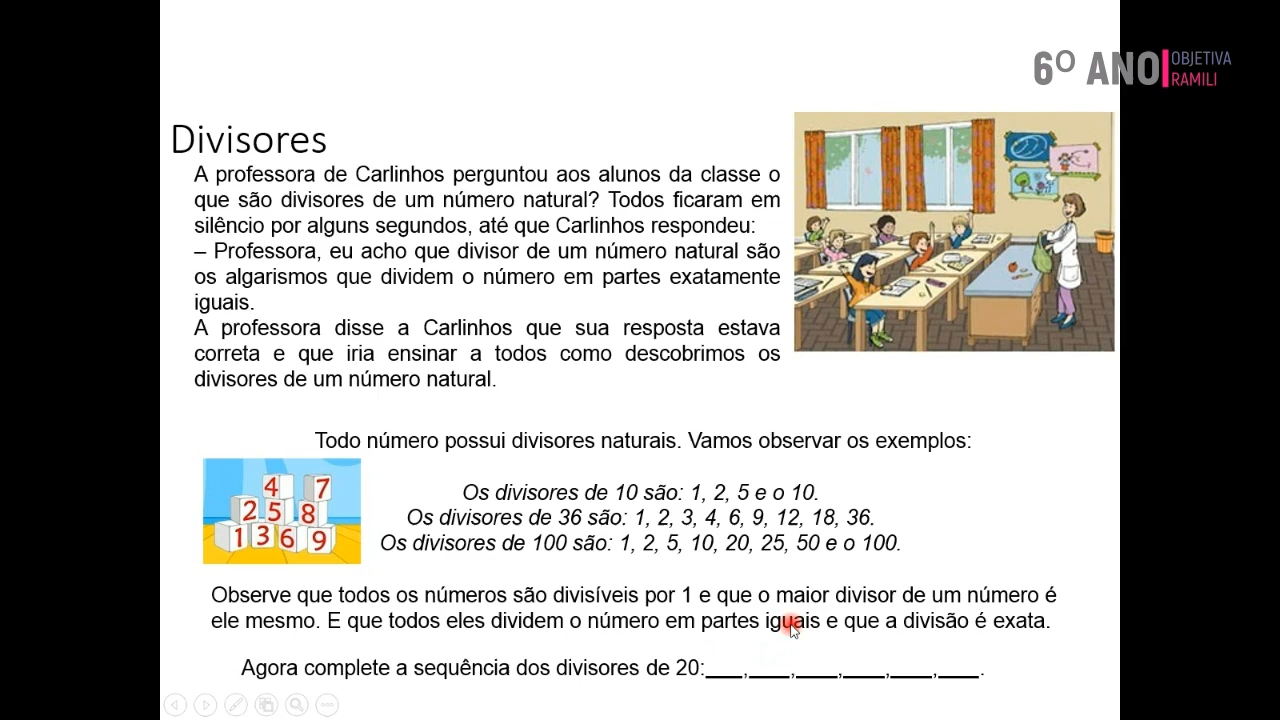 6º ANO
OBJETIVA
RAMILI
Divisores
A professora de Carlinhos perguntou aos alunos da classe o
que são divisores de um número natural? Todos ficaram em
silêncio por alguns segundos, até que Carlinhos respondeu:
– Professora, eu acho que divisor de um número natural são
os algarismos que dividem o número em partes exatamente
iguais.
A professora disse a Carlinhos que sua resposta estava
correta e que iria ensinar a todos como descobrimos os
divisores de um número natural.
Todo número possui divisores naturais. Vamos observar os exemplos:
4 7
2 5 8
1 3 6 9
Os divisores de 10 são: 1, 2, 5 e o 10.
Os divisores de 36 são: 1, 2, 3, 4, 6, 9, 12, 18, 36.
Os divisores de 100 são: 1, 2, 5, 10, 20, 25, 50 e o 100.
Observe que todos os números são divisíveis por 1 e que o maior divisor de um número é
ele mesmo. E que todos eles dividem o número em partes iguais e que a divisão é exata.
Agora complete a sequência dos divisores de 20:___,___,___,___,___,___.